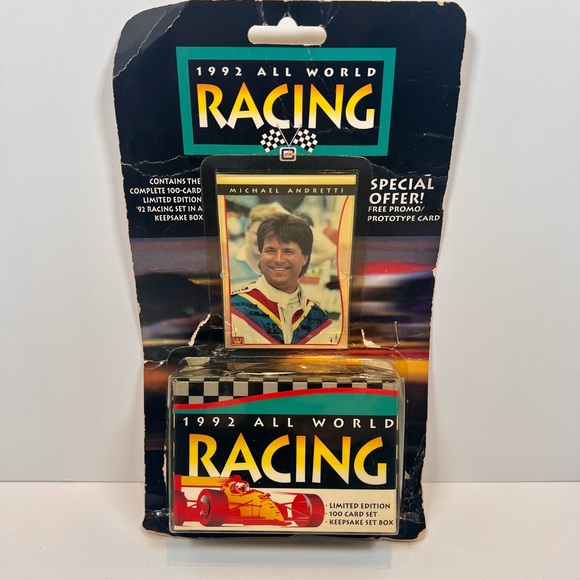 1992 ALL WORLD
RACING
CONTAINS THE
COMPLETE 100-CARD
LIMITED EDITION
'92 RACING SET IN A
KEEPSAKE BOX
SPECIAL
OFFER!
FREE PROMO/
PROTOTYPE CARD
MICHAEL ANDRETTI
1992 ALL WORLD
RACING
· LIMITED EDITION
· 100 CARD SET
· KEEPSAKE SET BOX